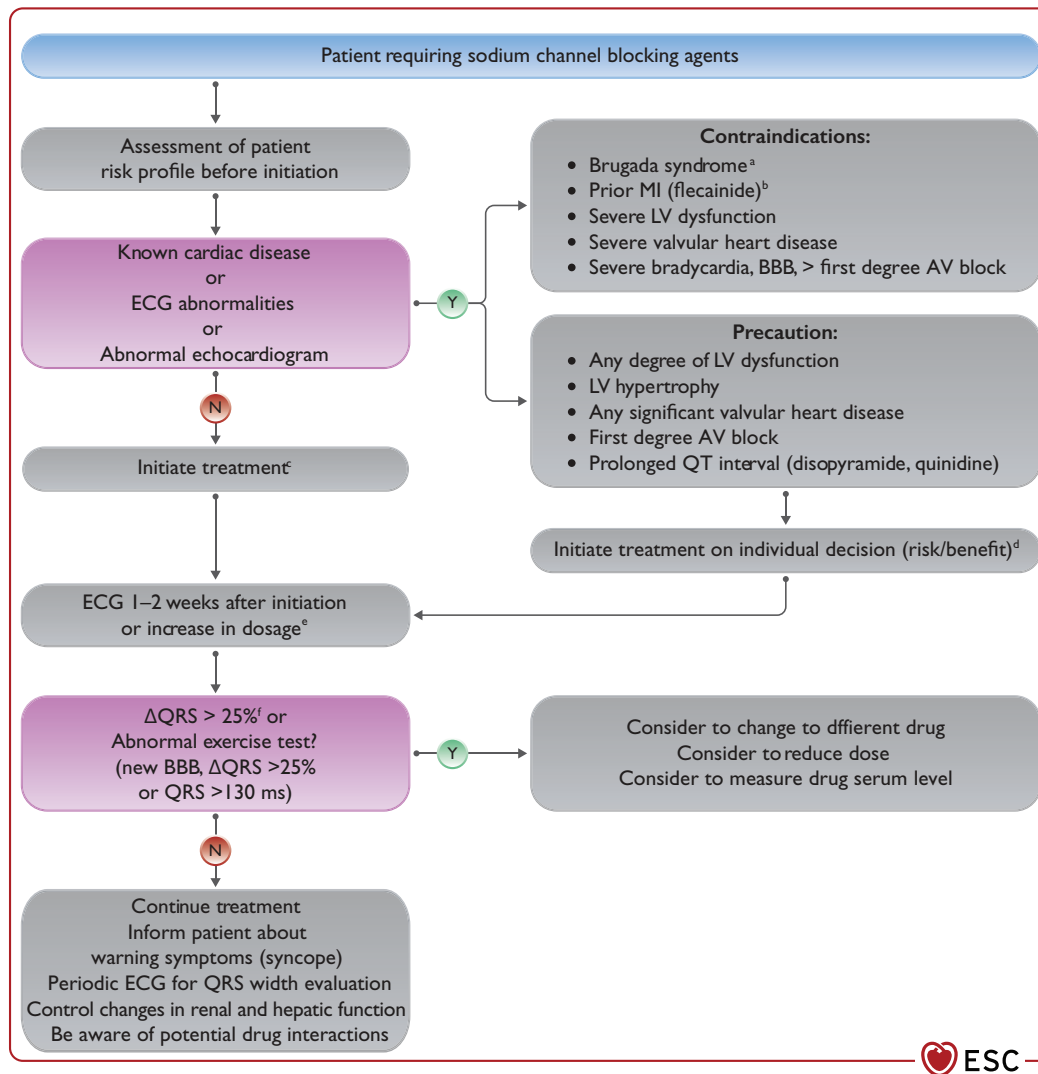 Patient requiring sodium channel blocking agents
Assessment of patient
risk profile before initiation
Known cardiac disease
or
ECG abnormalities
or
Abnormal echocardiogram
Y
Contraindications:
• Brugada syndrome a
• Prior MI (flecainide) b
• Severe LV dysfunction
• Severe valvular heart disease
• Severe bradycardia, BBB, > first degree AV block
Precaution:
• Any degree of LV dysfunction
• LV hypertrophy
• Any significant valvular heart disease
• First degree AV block
• Prolonged QT interval (disopyramide, quinidine)
N
Initiate treatment c
Initiate treatment on individual decision (risk/benefit) d
ECG 1–2 weeks after initiation
or increase in dosage e
ΔQRS > 25% f or
Abnormal exercise test?
(new BBB, ΔQRS >25%
or QRS >130 ms)
Y
Consider to change to dffierent drug
Consider to reduce dose
Consider to measure drug serum level
N
Continue treatment
Inform patient about
warning symptoms (syncope)
Periodic ECG for QRS width evaluation
Control changes in renal and hepatic function
Be aware of potential drug interactions
ESC